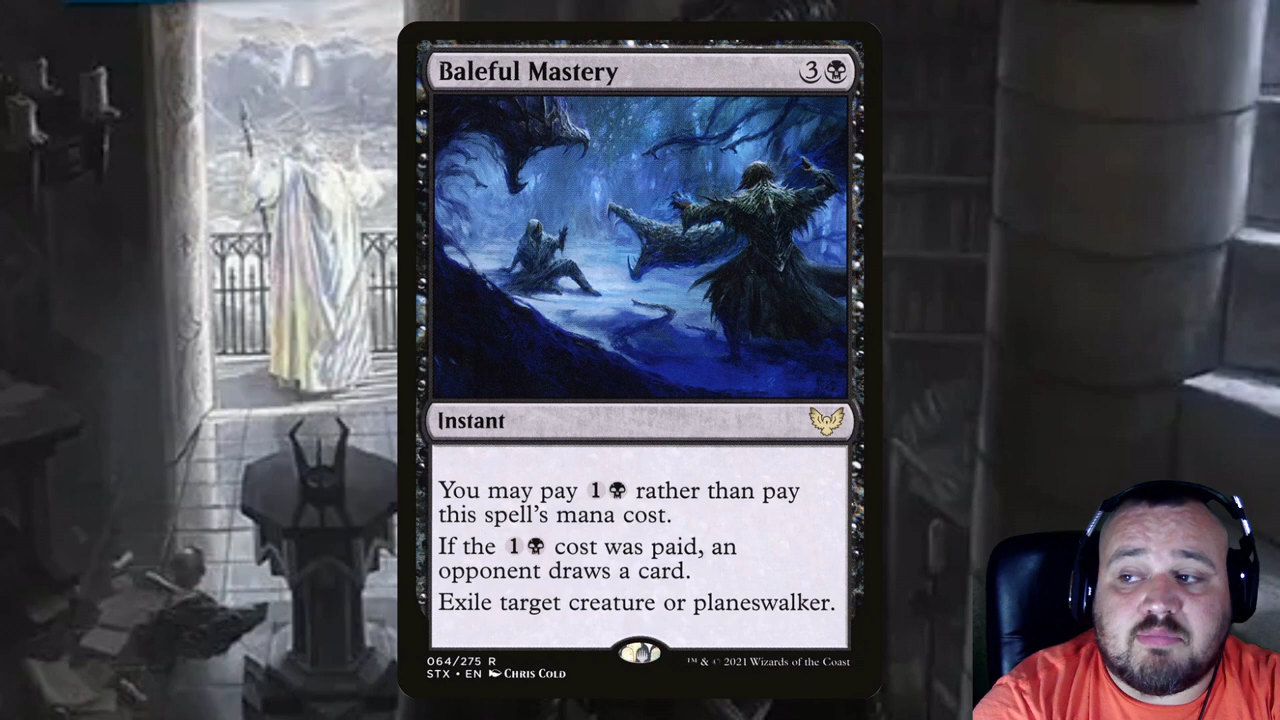 Baleful Mastery 3
Instant
You may pay 1 rather than pay
this spell's mana cost.
If the 1 cost was paid, an
opponent draws a card.
Exile target creature or planeswalker.
064/275 R
STX • EN Chris Cold
™ & © 2021 Wizards of the Coast